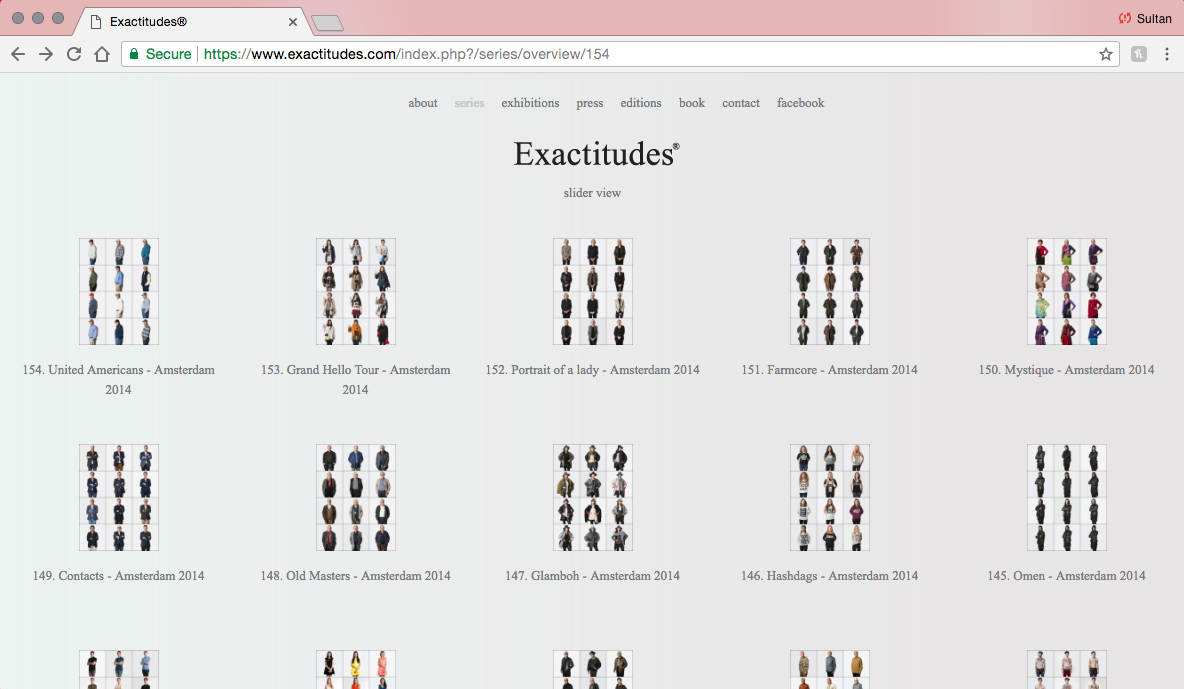 Exactitudes®
Sultan
Secure https://www.exactitudes.com/index.php?/series/overview/154
about series exhibitions press editions book contact facebook
Exactitudes®
slider view
154. United Americans - Amsterdam
2014
153. Grand Hello Tour - Amsterdam
2014
152. Portrait of a lady - Amsterdam 2014
151. Farmcore - Amsterdam 2014
150. Mystique - Amsterdam 2014
149. Contacts - Amsterdam 2014
148. Old Masters - Amsterdam 2014
147. Glamboh - Amsterdam 2014
146. Hashdags - Amsterdam 2014
145. Omen - Amsterdam 2014